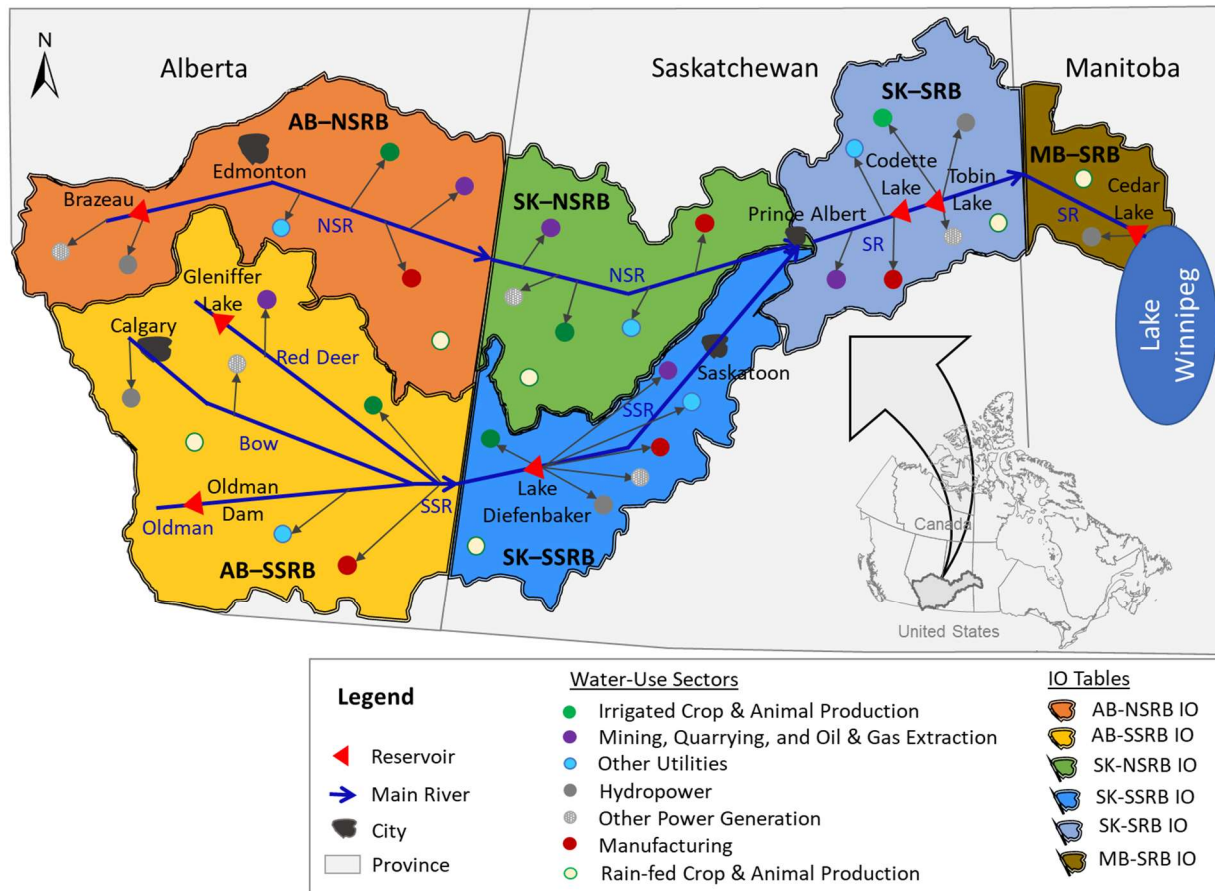 N
Alberta
Saskatchewan
Manitoba
AB–NSRB
SK–SRB
Edmonton
Brazeau
NSR
SK–NSRB
Codette
Lake
Tobin
Lake
MB–SRB
Cedar
Lake
Prince Albert
SR
SR
Gleniffer
Lake
Calgary
Red Deer
NSR
Lake
Winnipeg
Saskatoon
Bow
SSR
Oldman
Dam
Oldman
SSR
Lake
Diefenbaker
AB–SSRB
SK–SSRB
Canada
United States
Legend
Reservoir
Main River
City
Province
Water-Use Sectors
Irrigated Crop & Animal Production
Mining, Quarrying, and Oil & Gas Extraction
Other Utilities
Hydropower
Other Power Generation
Manufacturing
Rain-fed Crop & Animal Production
IO Tables
AB-NSRB IO
AB-SSRB IO
SK-NSRB IO
SK-SSRB IO
SK-SRB IO
MB-SRB IO